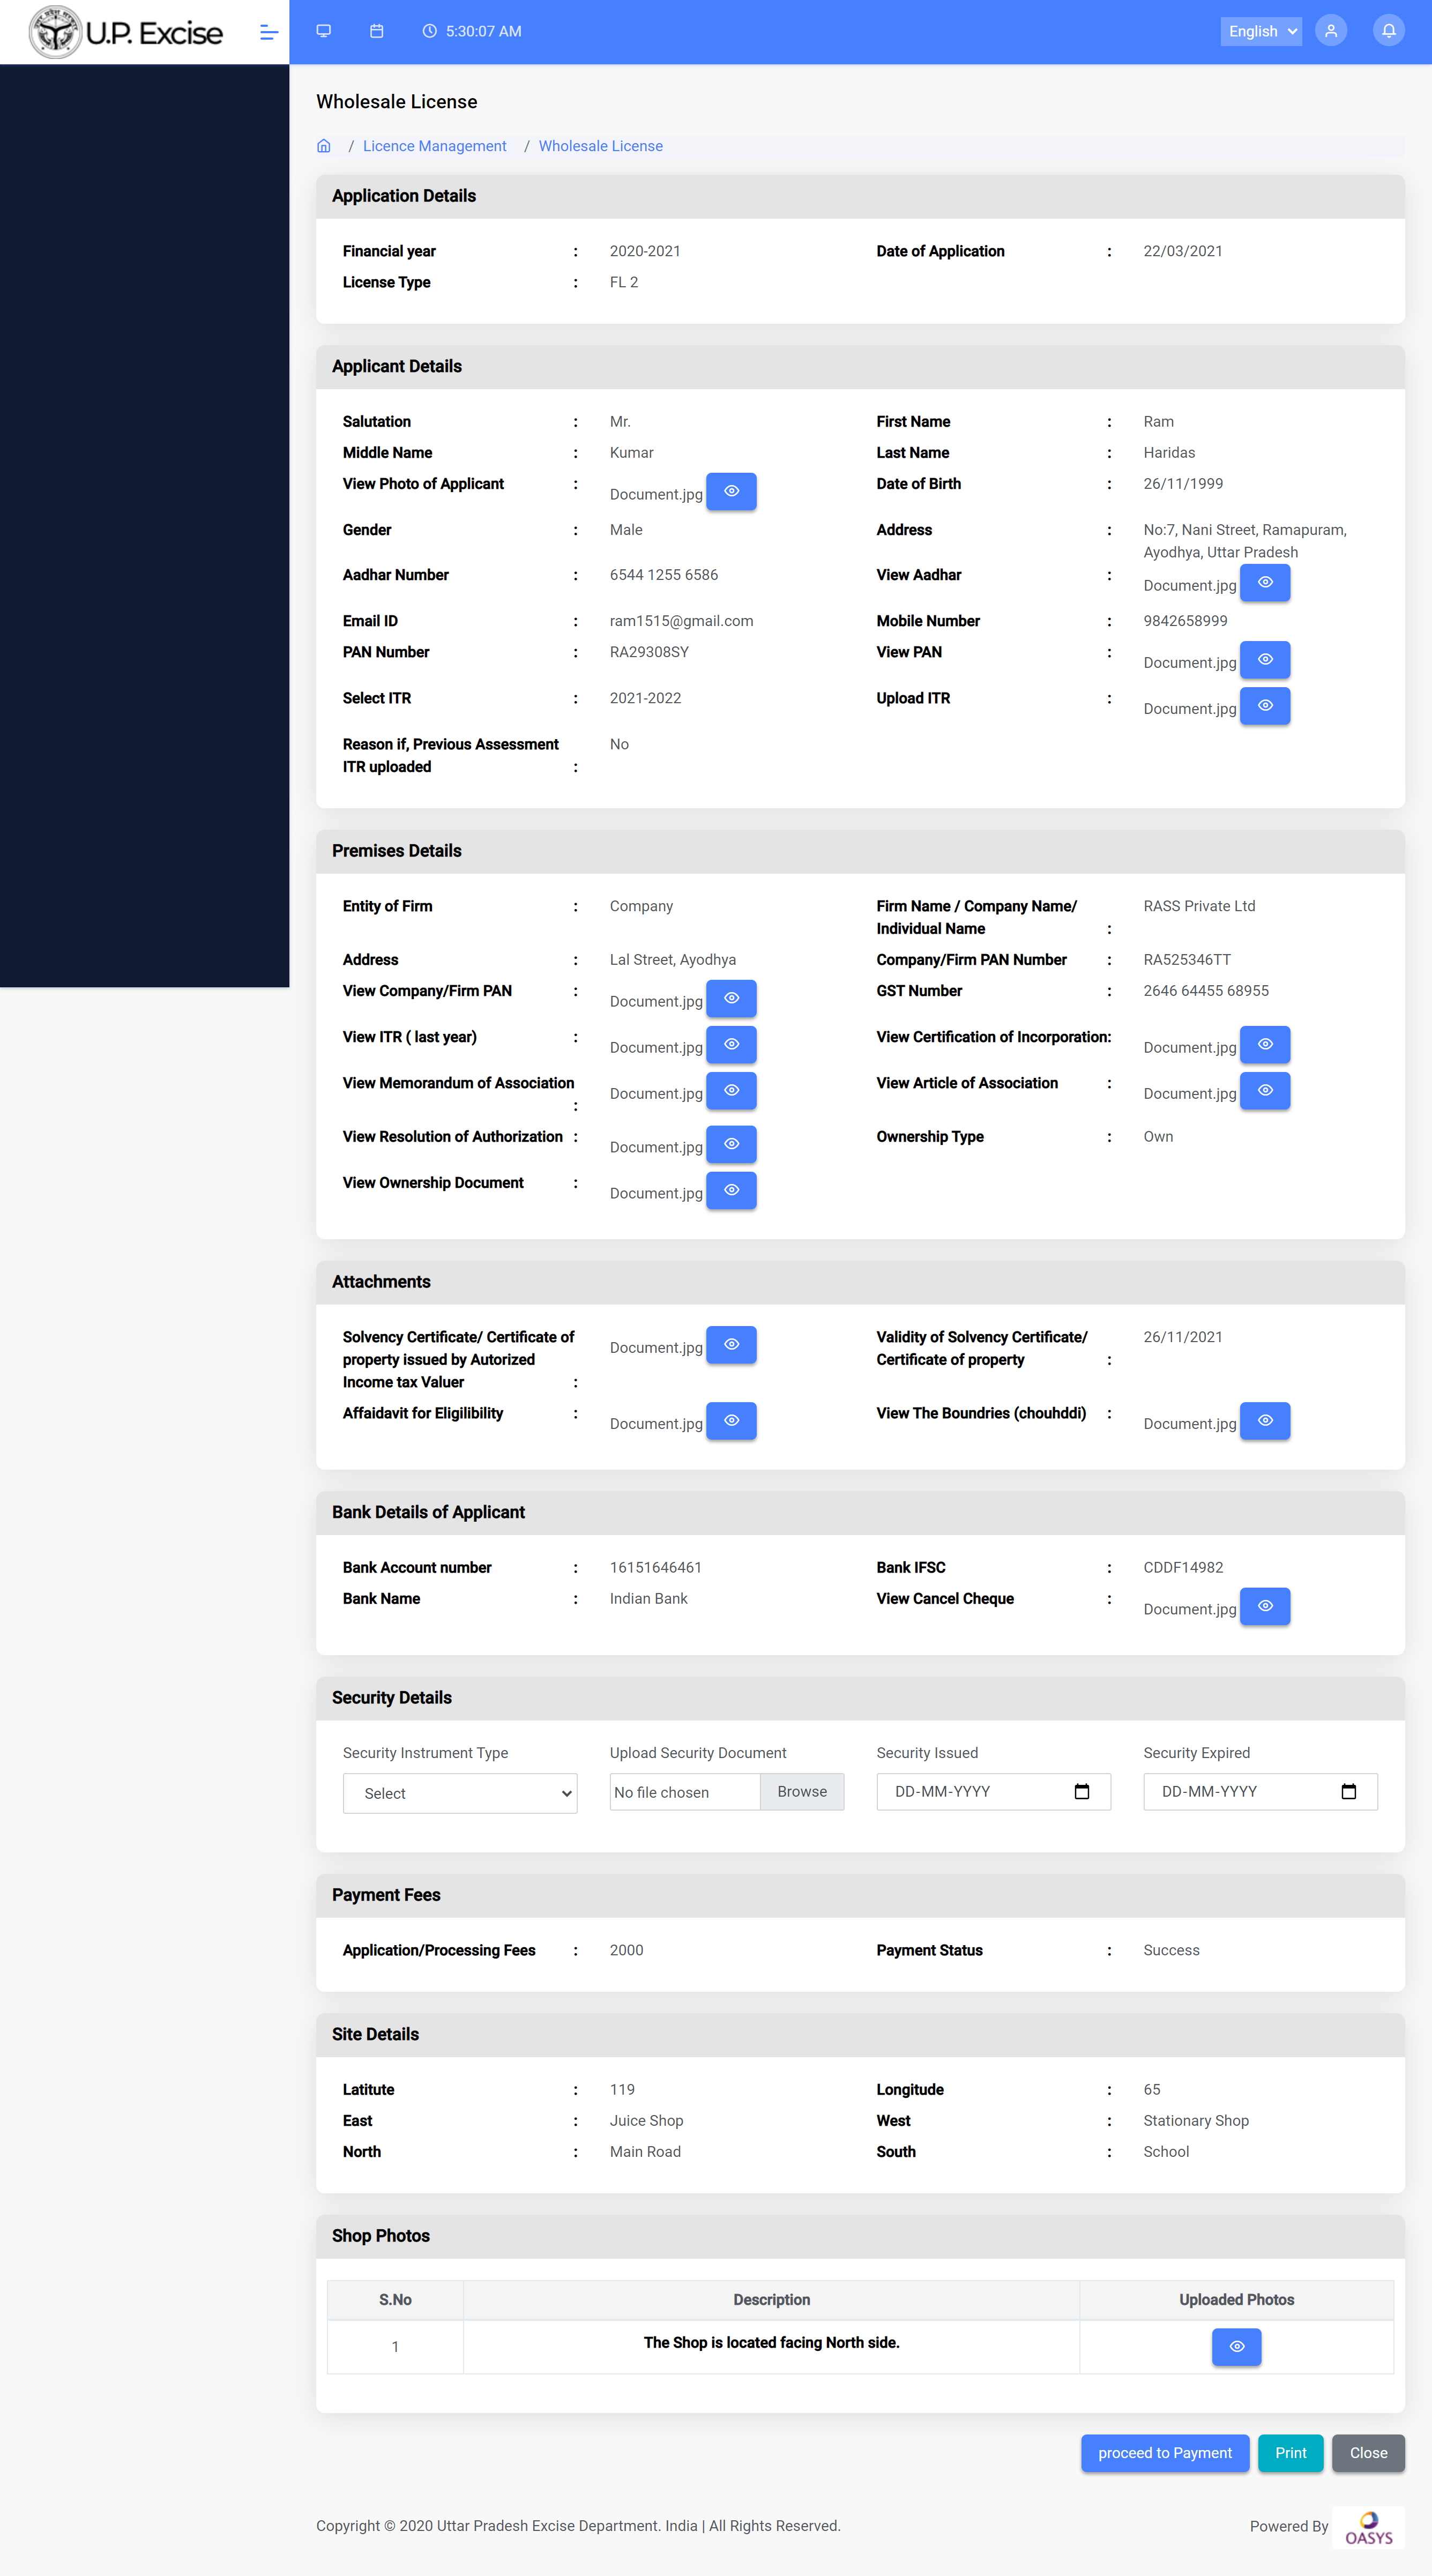 U.P. Excise
5:30:07 AM
English
Wholesale License
/ Licence Management / Wholesale License
Application Details
Financial year : 2020-2021 Date of Application : 22/03/2021
License Type : FL 2
Applicant Details
Salutation : Mr. First Name : Ram
Middle Name : Kumar Last Name : Haridas
View Photo of Applicant : Document.jpg Date of Birth : 26/11/1999
Gender : Male Address : No:7, Nani Street, Ramapuram,
Ayodhya, Uttar Pradesh
Aadhar Number : 6544 1255 6586 View Aadhar : Document.jpg
Email ID : ram1515@gmail.com Mobile Number : 9842658999
PAN Number : RA29308SY View PAN : Document.jpg
Select ITR : 2021-2022 Upload ITR : Document.jpg
Reason if, Previous Assessment No
ITR uploaded :
Premises Details
Entity of Firm : Company Firm Name / Company Name/ RASS Private Ltd
Individual Name :
Address : Lal Street, Ayodhya Company/Firm PAN Number : RA525346TT
View Company/Firm PAN : Document.jpg GST Number : 2646 64455 68955
View ITR ( last year) : Document.jpg View Certification of Incorporation: Document.jpg
View Memorandum of Association Document.jpg View Article of Association : Document.jpg
:
View Resolution of Authorization : Document.jpg Ownership Type : Own
View Ownership Document : Document.jpg
Attachments
Solvency Certificate/ Certificate of Document.jpg Validity of Solvency Certificate/ 26/11/2021
property issued by Autorized Certificate of property :
Income tax Valuer :
Affaidavit for Eligilibility : Document.jpg View The Boundries (chouhddi) : Document.jpg
Bank Details of Applicant
Bank Account number : 16151646461 Bank IFSC : CDDF14982
Bank Name : Indian Bank View Cancel Cheque : Document.jpg
Security Details
Security Instrument Type Upload Security Document Security Issued Security Expired
Select No file chosen Browse DD-MM-YYYY DD-MM-YYYY
Payment Fees
Application/Processing Fees : 2000 Payment Status : Success
Site Details
Latitute : 119 Longitude : 65
East : Juice Shop West : Stationary Shop
North : Main Road South : School
Shop Photos
S.No Description Uploaded Photos
1 The Shop is located facing North side.
proceed to Payment Print Close
Copyright © 2020 Uttar Pradesh Excise Department. India | All Rights Reserved. Powered By OASYS